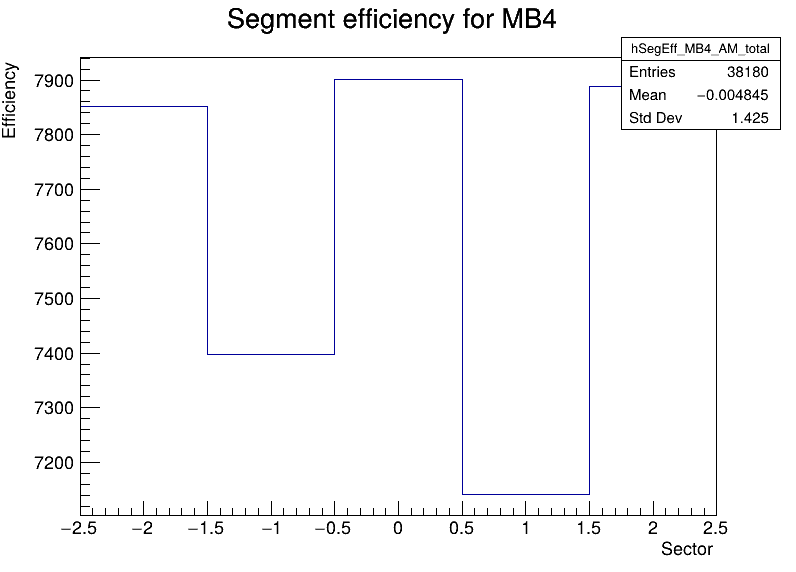 Segment efficiency for MB4
hSegEff_MB4_AM_total
Entries 38180
Mean −0.004845
Std Dev 1.425
Efficiency
7900
7800
7700
7600
7500
7400
7300
7200
−2.5 −2 −1.5 −1 −0.5 0 0.5 1 1.5 2 2.5
Sector